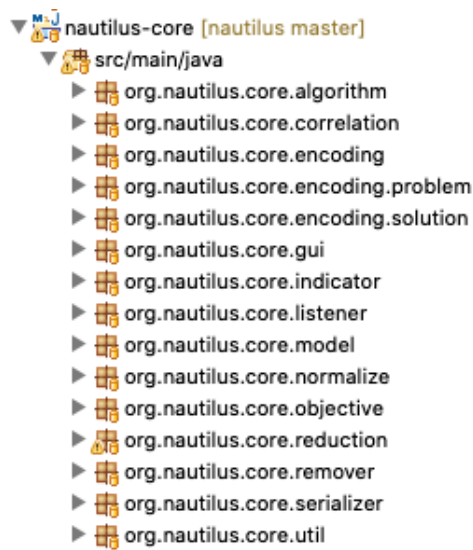 nautilus-core [nautilus master]
src/main/java
org.nautilus.core.algorithm
org.nautilus.core.correlation
org.nautilus.core.encoding
org.nautilus.core.encoding.problem
org.nautilus.core.encoding.solution
org.nautilus.core.gui
org.nautilus.core.indicator
org.nautilus.core.listener
org.nautilus.core.model
org.nautilus.core.normalize
org.nautilus.core.objective
org.nautilus.core.reduction
org.nautilus.core.remover
org.nautilus.core.serializer
org.nautilus.core.util